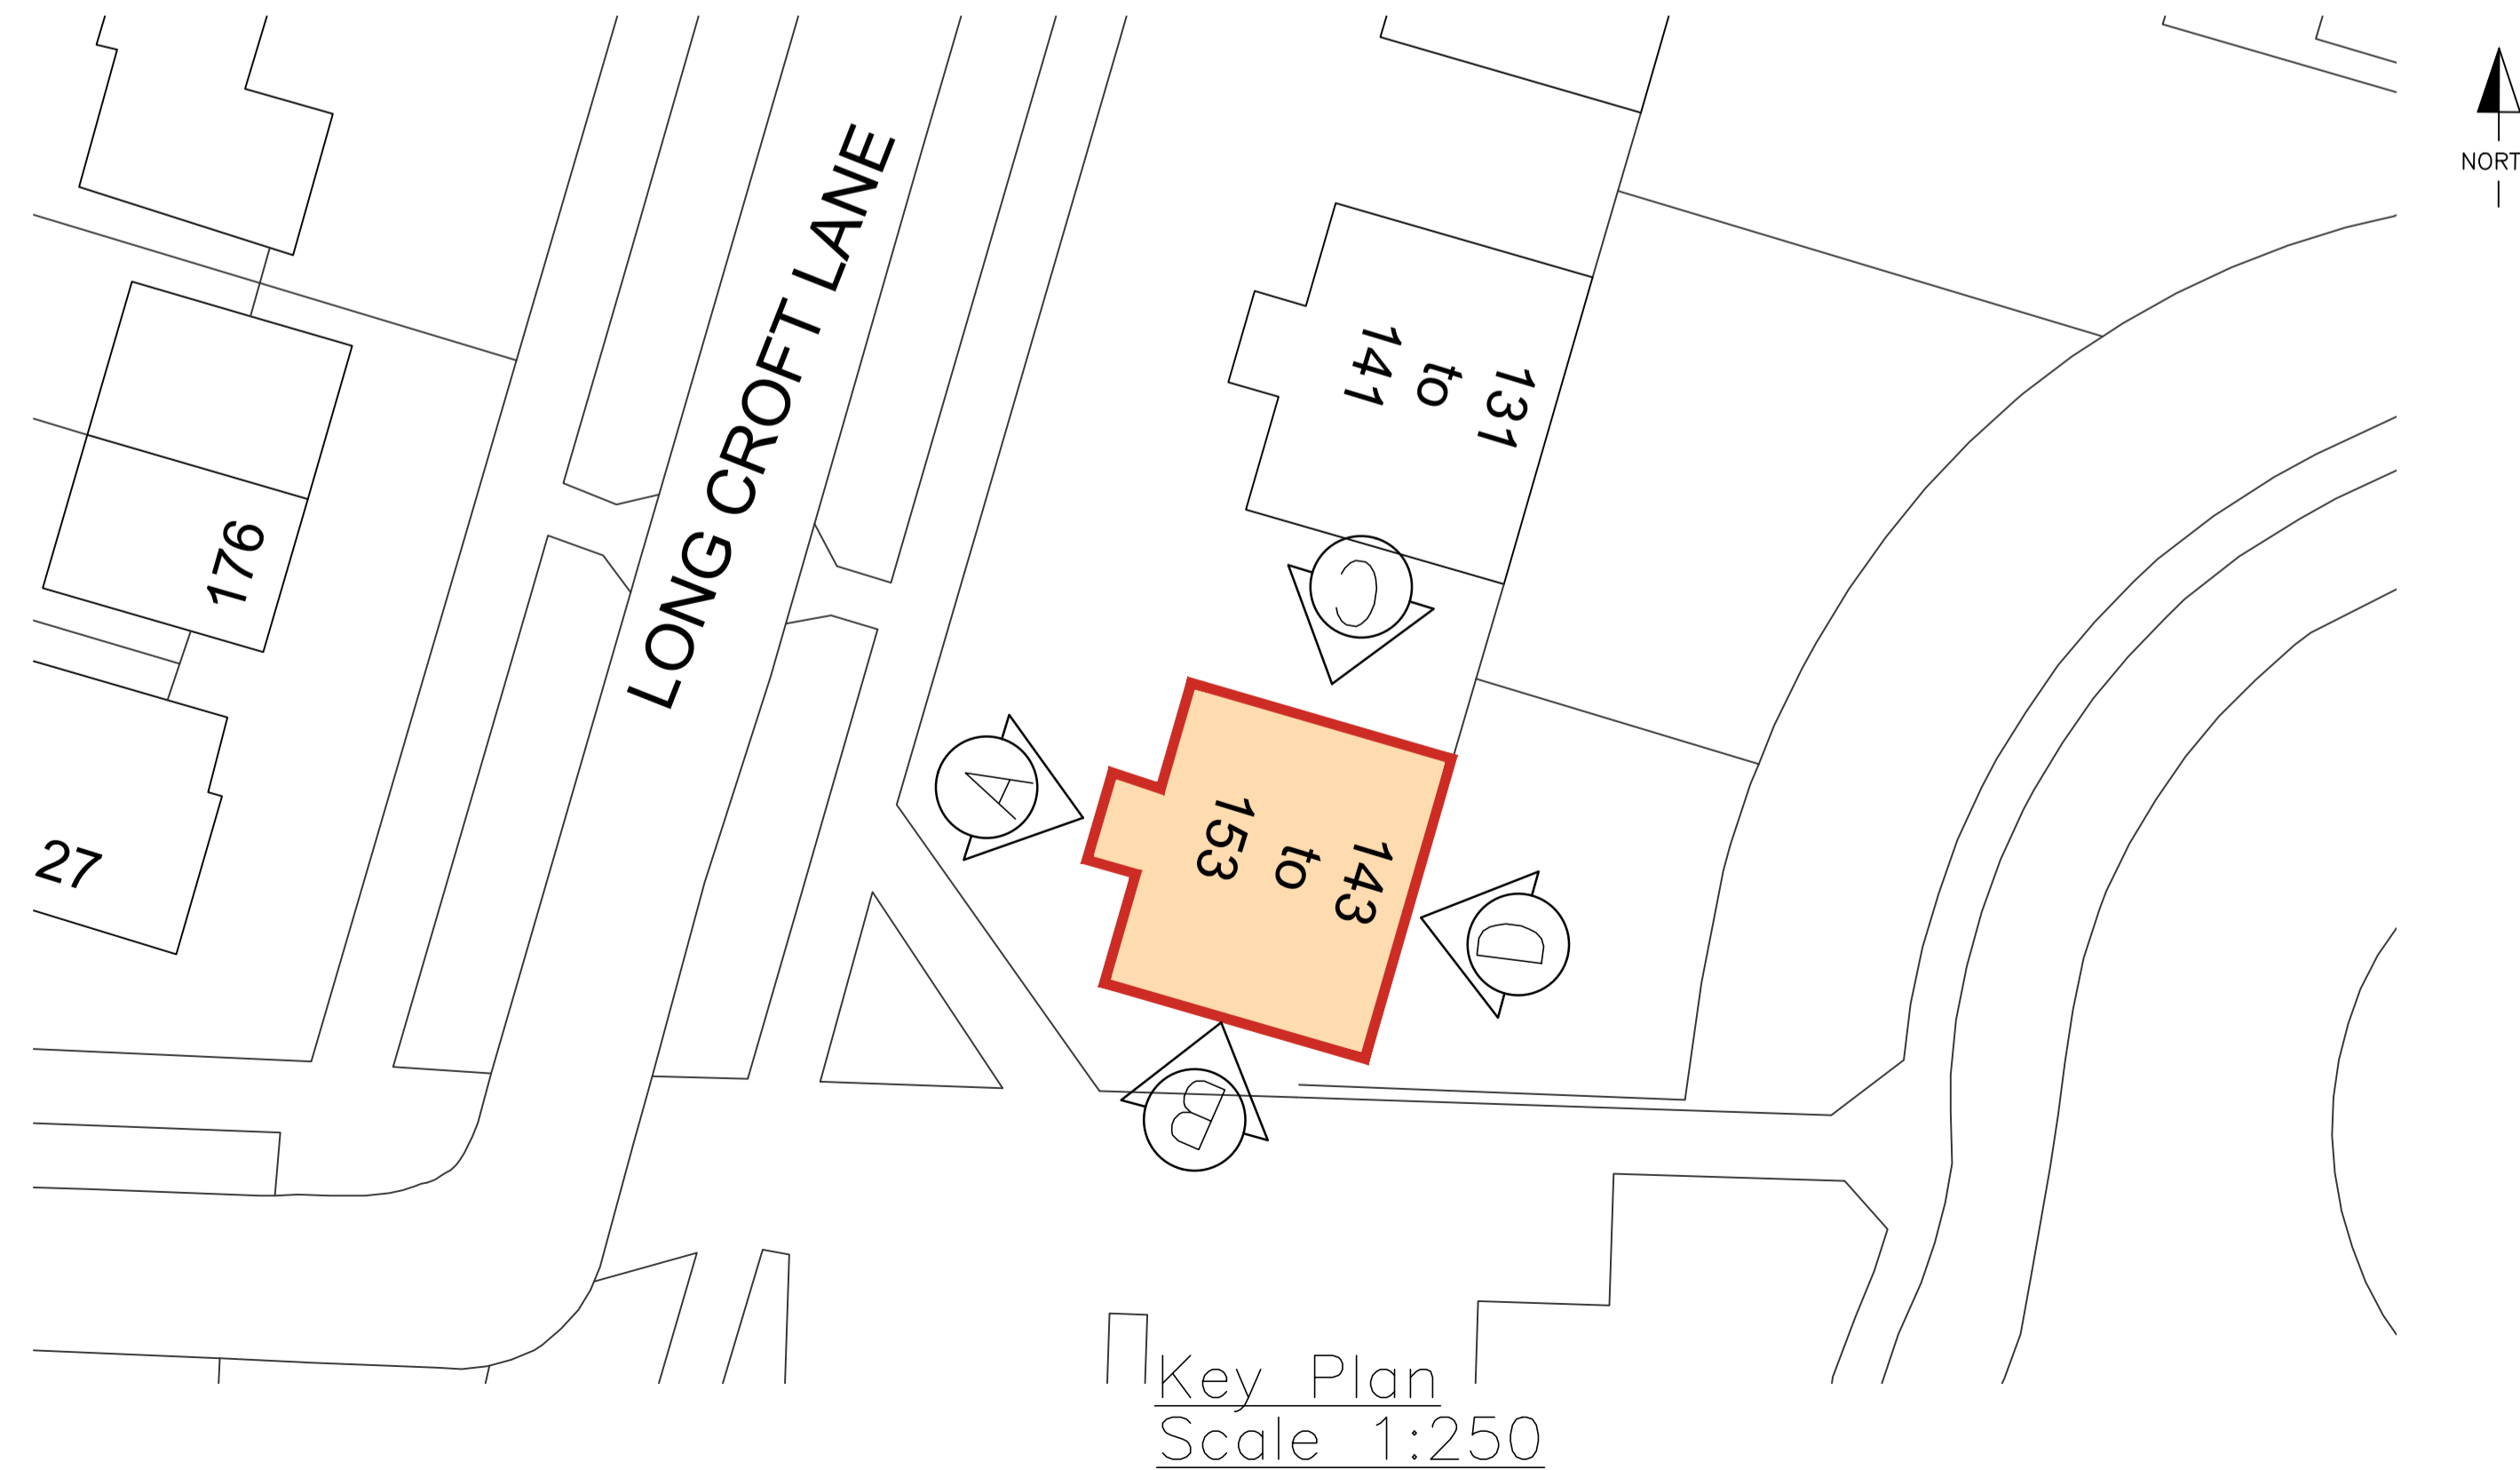 NORT
LONG CROFT LANE
131
to
141
176
C
A
143
to
153
27
D
B
Key Plan
Scale 1:250